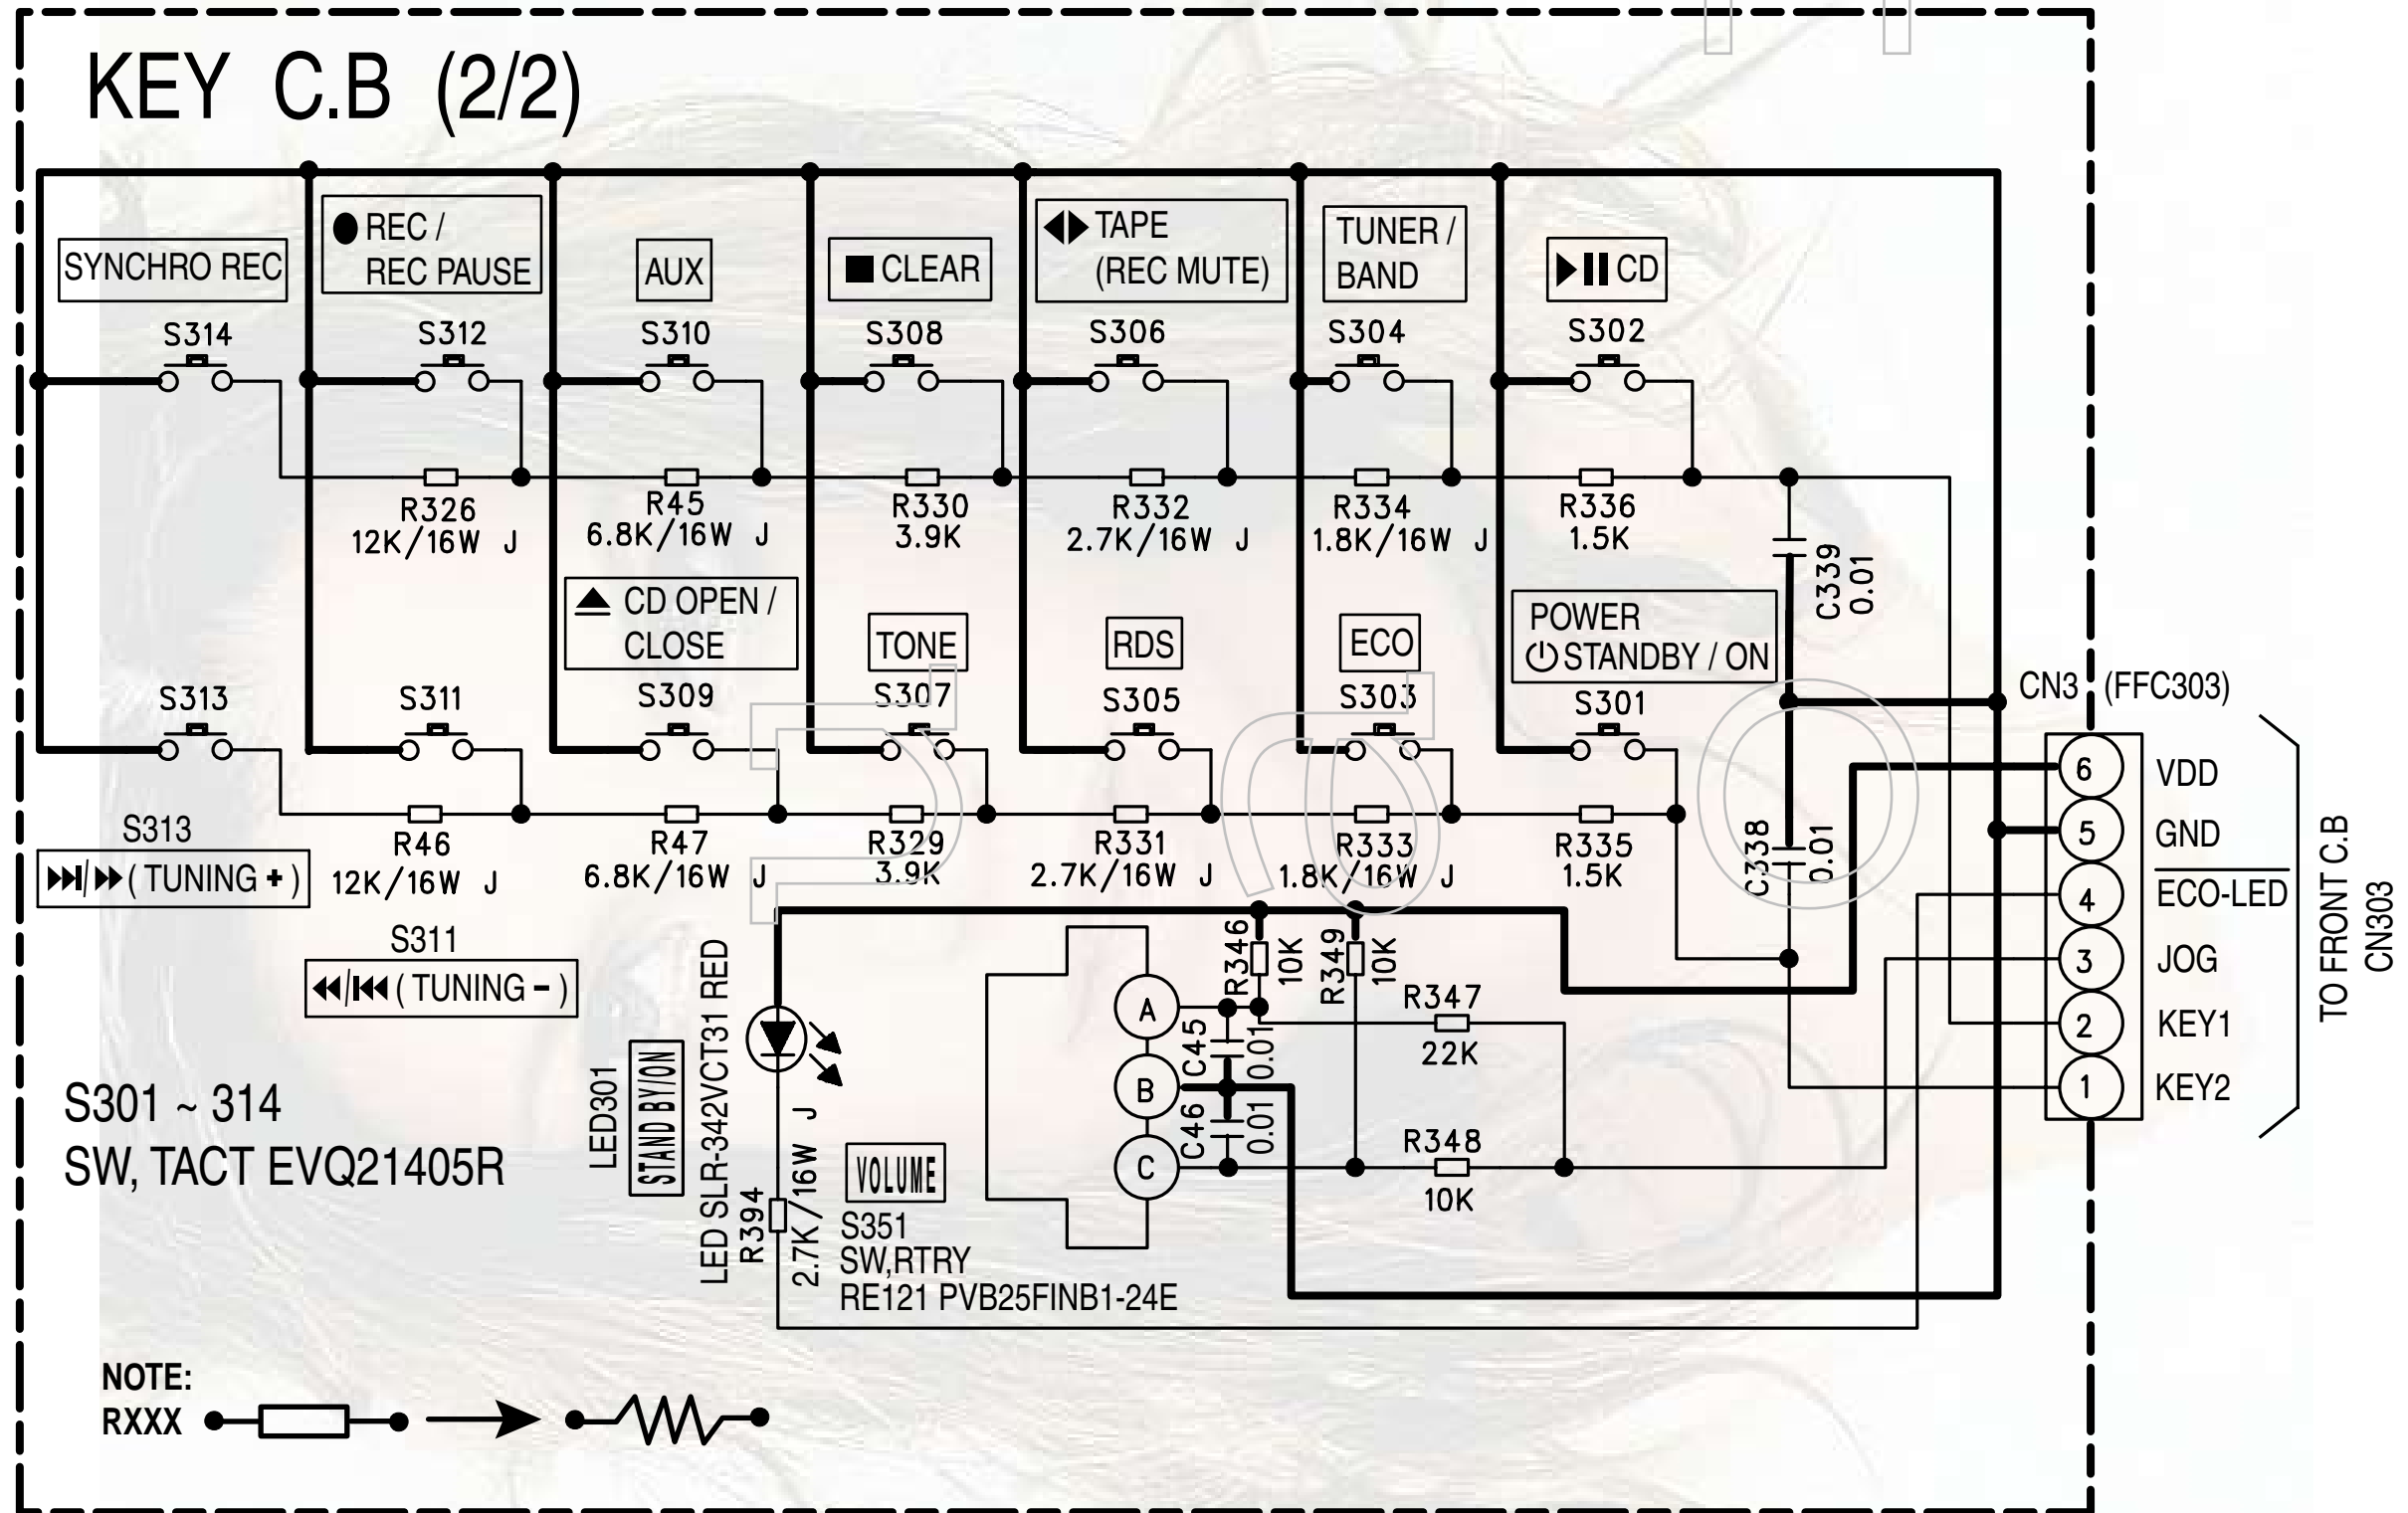 KEY C.B (2/2)
SYNCHRO REC
REC /
REC PAUSE
AUX
CLEAR
TAPE
(REC MUTE)
TUNER /
BAND
CD
S314
S312
S310
S308
S306
S304
S302
R326
12K/16W J
R45
6.8K/16W J
R330
3.9K
R332
2.7K/16W J
R334
1.8K/16W J
R336
1.5K
C339
0.01
CD OPEN /
CLOSE
TONE
RDS
ECO
POWER
STANDBY / ON
S313
S311
S309
S307
S305
S303
S301
CN3 (FFC303)
R46
12K/16W J
R47
6.8K/16W J
R329
3.9K
R331
2.7K/16W J
R333
1.8K/16W J
R335
1.5K
C338
0.01
S313
( TUNING + )
S311
( TUNING - )
6 VDD
5 GND
4 ECO-LED
3 JOG
2 KEY1
1 KEY2
TO FRONT C.B
CN303
R346
10K
R349
10K
R347
22K
A
B
C
C45
0.01
C46
0.01
R348
10K
LED301
STAND BY/ON
LED SLR-342VCT31 RED
R394
2.7K/16W J
VOLUME
S351
SW,RTRY
RE121 PVB25FINB1-24E
S301 ~ 314
SW, TACT EVQ21405R
NOTE:
RXXX